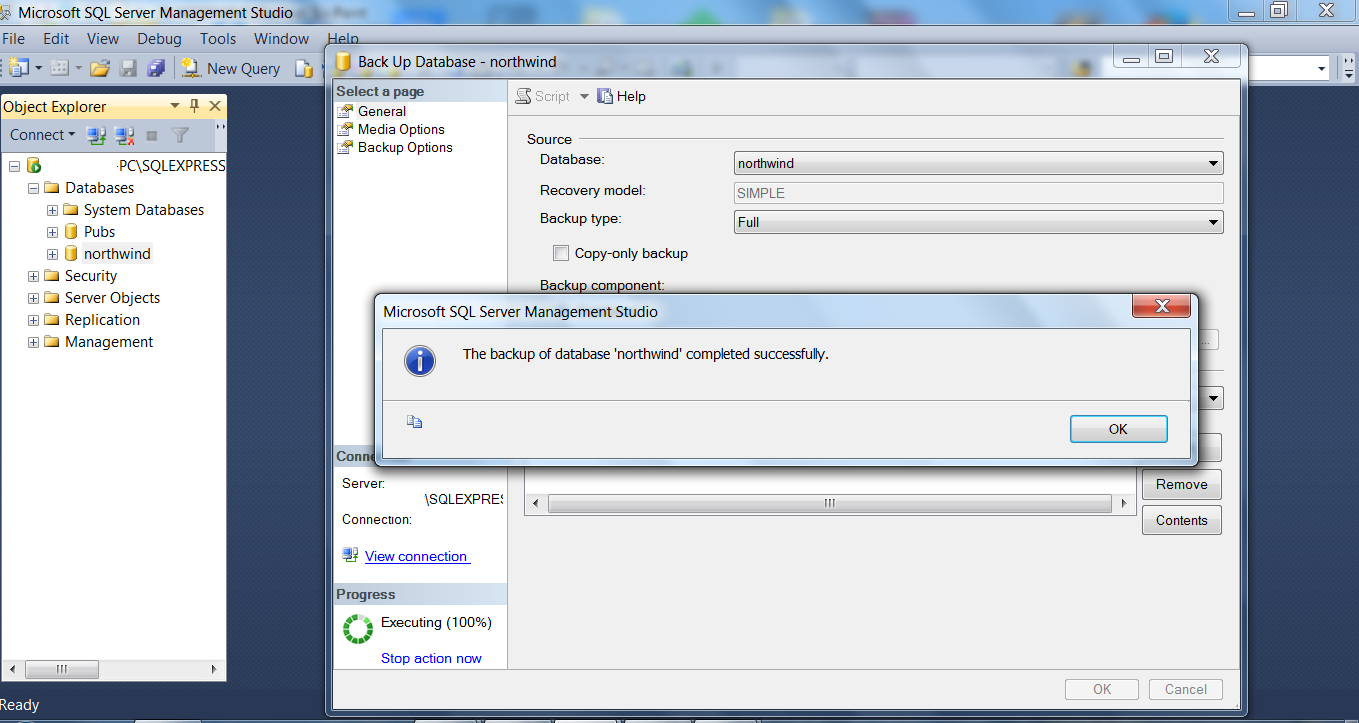 Microsoft SQL Server Management Studio
File Edit View Debug Tools Window Help
New Query
Object Explorer
Connect
-PC\SQLEXPRESS
Databases
System Databases
Pubs
northwind
Security
Server Objects
Replication
Management
Ready
Back Up Database - northwind
Select a page
General
Media Options
Backup Options
Script Help
Source
Database: northwind
Recovery model: SIMPLE
Backup type: Full
Copy-only backup
Backup component:
Microsoft SQL Server Management Studio
The backup of database 'northwind' completed successfully.
OK
...
Remove
Contents
Server:
\SQLEXPRES
Connection:
View connection
Progress
Executing (100%)
Stop action now
OK Cancel